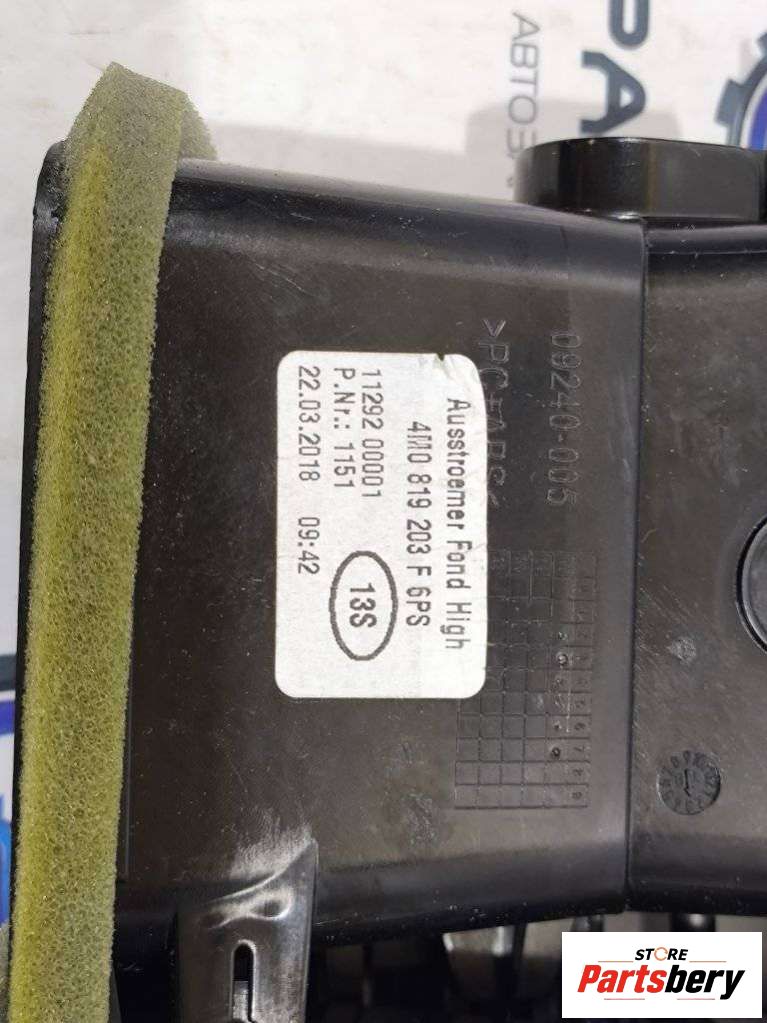 Ausstroemer Fond High
4M0 819 203 F 6PS
11292 00001
P.Nr.: 1151
22.03.2018 09:42
13S
09240-005
>PC+ABS<
АВТОЗ
STORE
Partsbery